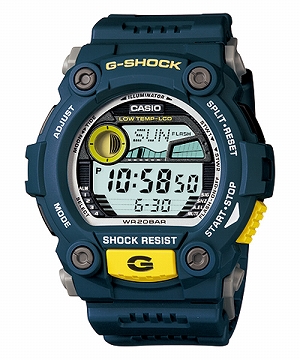 G-SHOCK
ILLUMINATOR
CASIO
LOW TEMP-LCD
SUN FLASH
ADJUST
SPLIT·RESET
10:58 50
6-30
MODE
START·STOP
WR20BAR
SHOCK RESIST
G